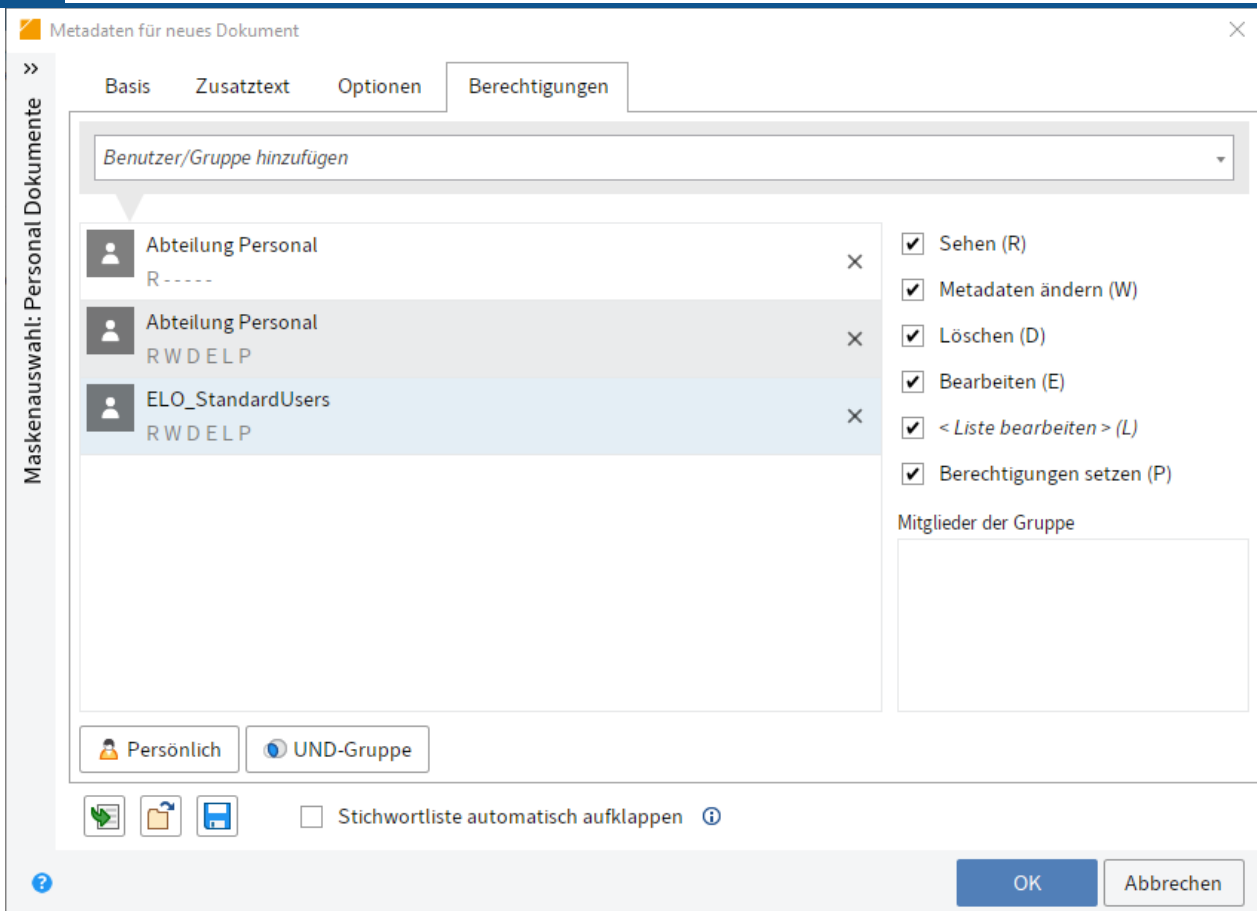 Metadaten für neues Dokument
Maskenauswahl: Personal Dokumente
Basis Zusatztext Optionen Berechtigungen
Benutzer/Gruppe hinzufügen
Abteilung Personal
R - - - - -
Abteilung Personal
R W D E L P
ELO_StandardUsers
R W D E L P
Sehen (R)
Metadaten ändern (W)
Löschen (D)
Bearbeiten (E)
< Liste bearbeiten > (L)
Berechtigungen setzen (P)
Mitglieder der Gruppe
Persönlich UND-Gruppe
Stichwortliste automatisch aufklappen
OK Abbrechen